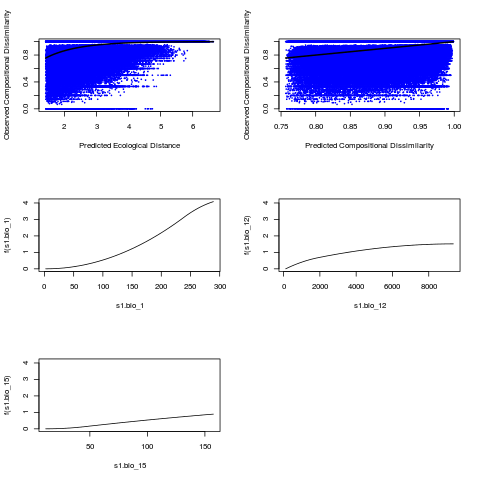 Observed Compositional Dissimilarity
0.0 0.4 0.8
2 3 4 5 6
Predicted Ecological Distance
Observed Compositional Dissimilarity
0.0 0.4 0.8
0.75 0.80 0.85 0.90 0.95 1.00
Predicted Compositional Dissimilarity
f(s1.bio_1)
0 1 2 3 4
0 50 100 150 200 250 300
s1.bio_1
f(s1.bio_12)
0 1 2 3 4
0 2000 4000 6000 8000
s1.bio_12
f(s1.bio_15)
0 1 2 3 4
50 100 150
s1.bio_15